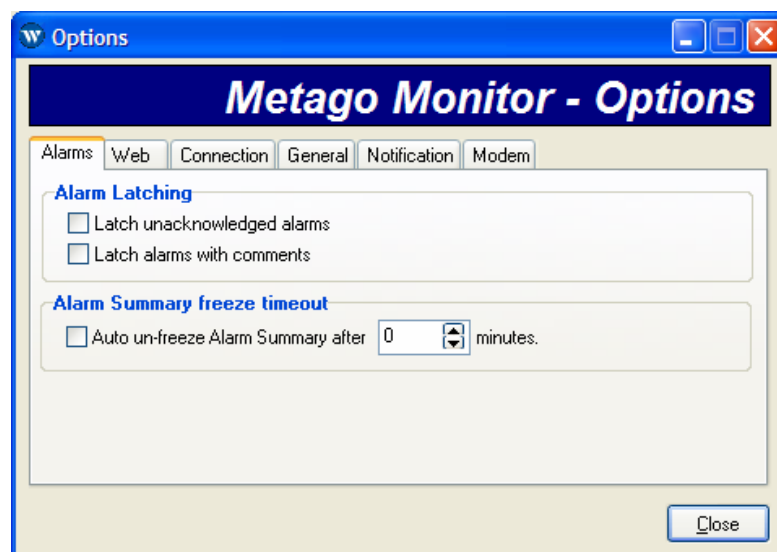 W Options
Metago Monitor - Options
Alarms Web Connection General Notification Modem
Alarm Latching
Latch unacknowledged alarms
Latch alarms with comments
Alarm Summary freeze timeout
Auto un-freeze Alarm Summary after 0 minutes.
Close